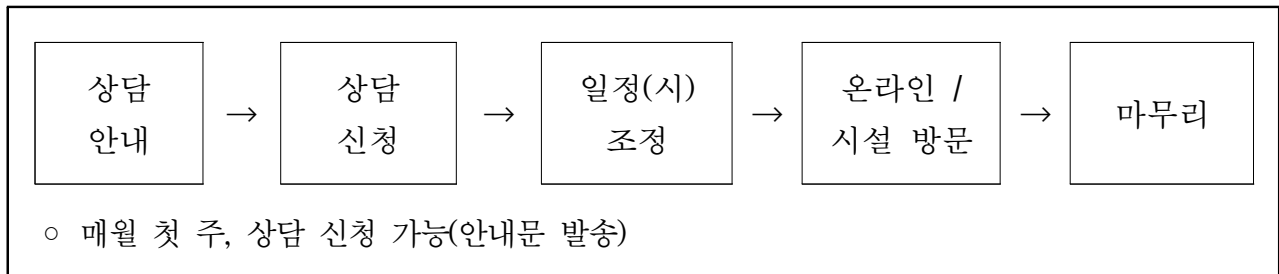 상담
안내
→
상담
신청
→
일정(시)
조정
→
온라인 /
시설 방문
→
마무리
○ 매월 첫 주, 상담 신청 가능(안내문 발송)